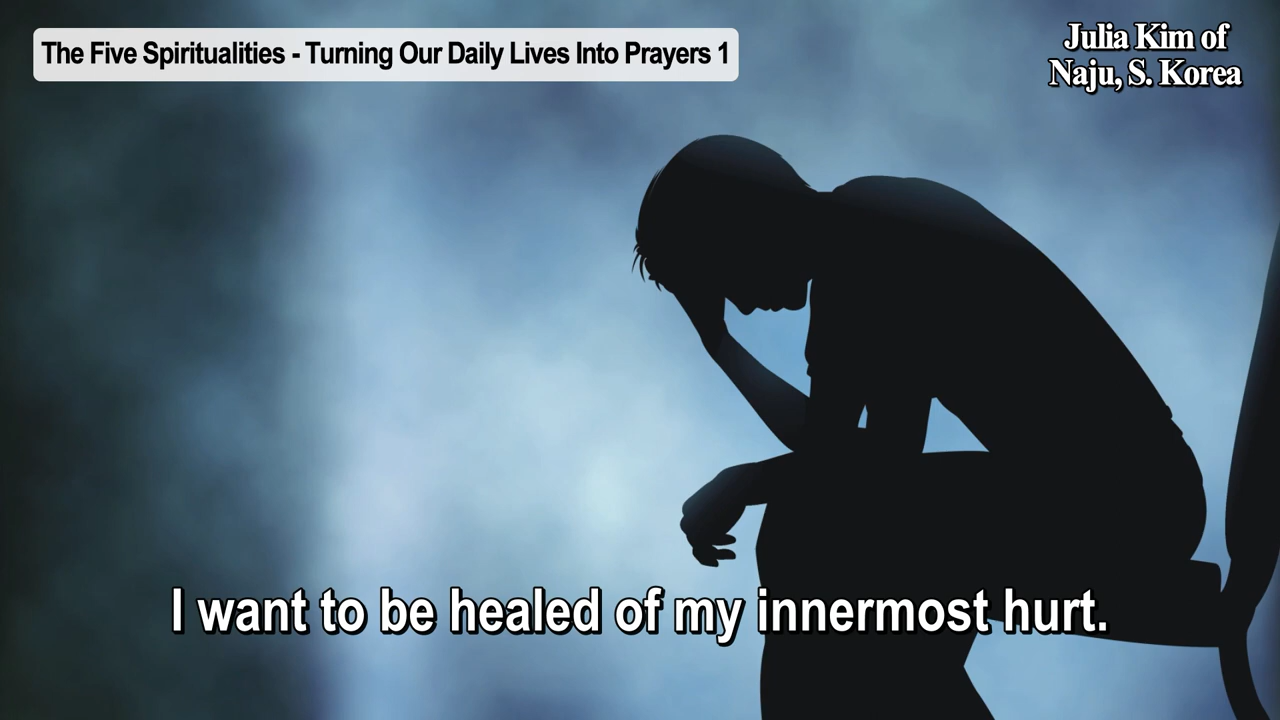 The Five Spiritualities - Turning Our Daily Lives Into Prayers 1
Julia Kim of
Naju, S. Korea
I want to be healed of my innermost hurt.